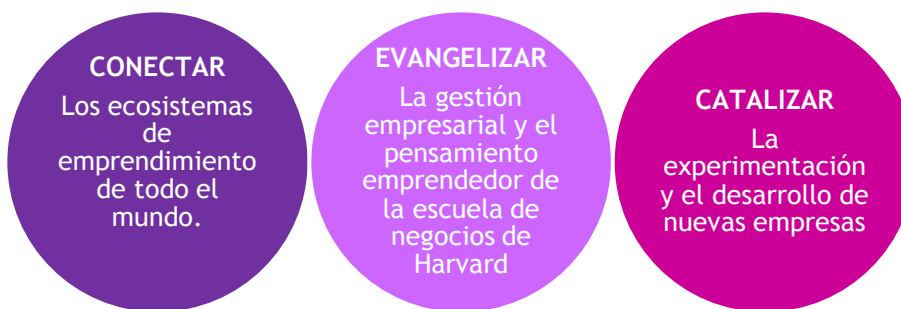 CONECTAR
Los ecosistemas
de
emprendimiento
de todo el
mundo.
EVANGELIZAR
La gestión
empresarial y el
pensamiento
emprendedor de
la escuela de
negocios de
Harvard
CATALIZAR
La
experimentación
y el desarrollo de
nuevas empresas